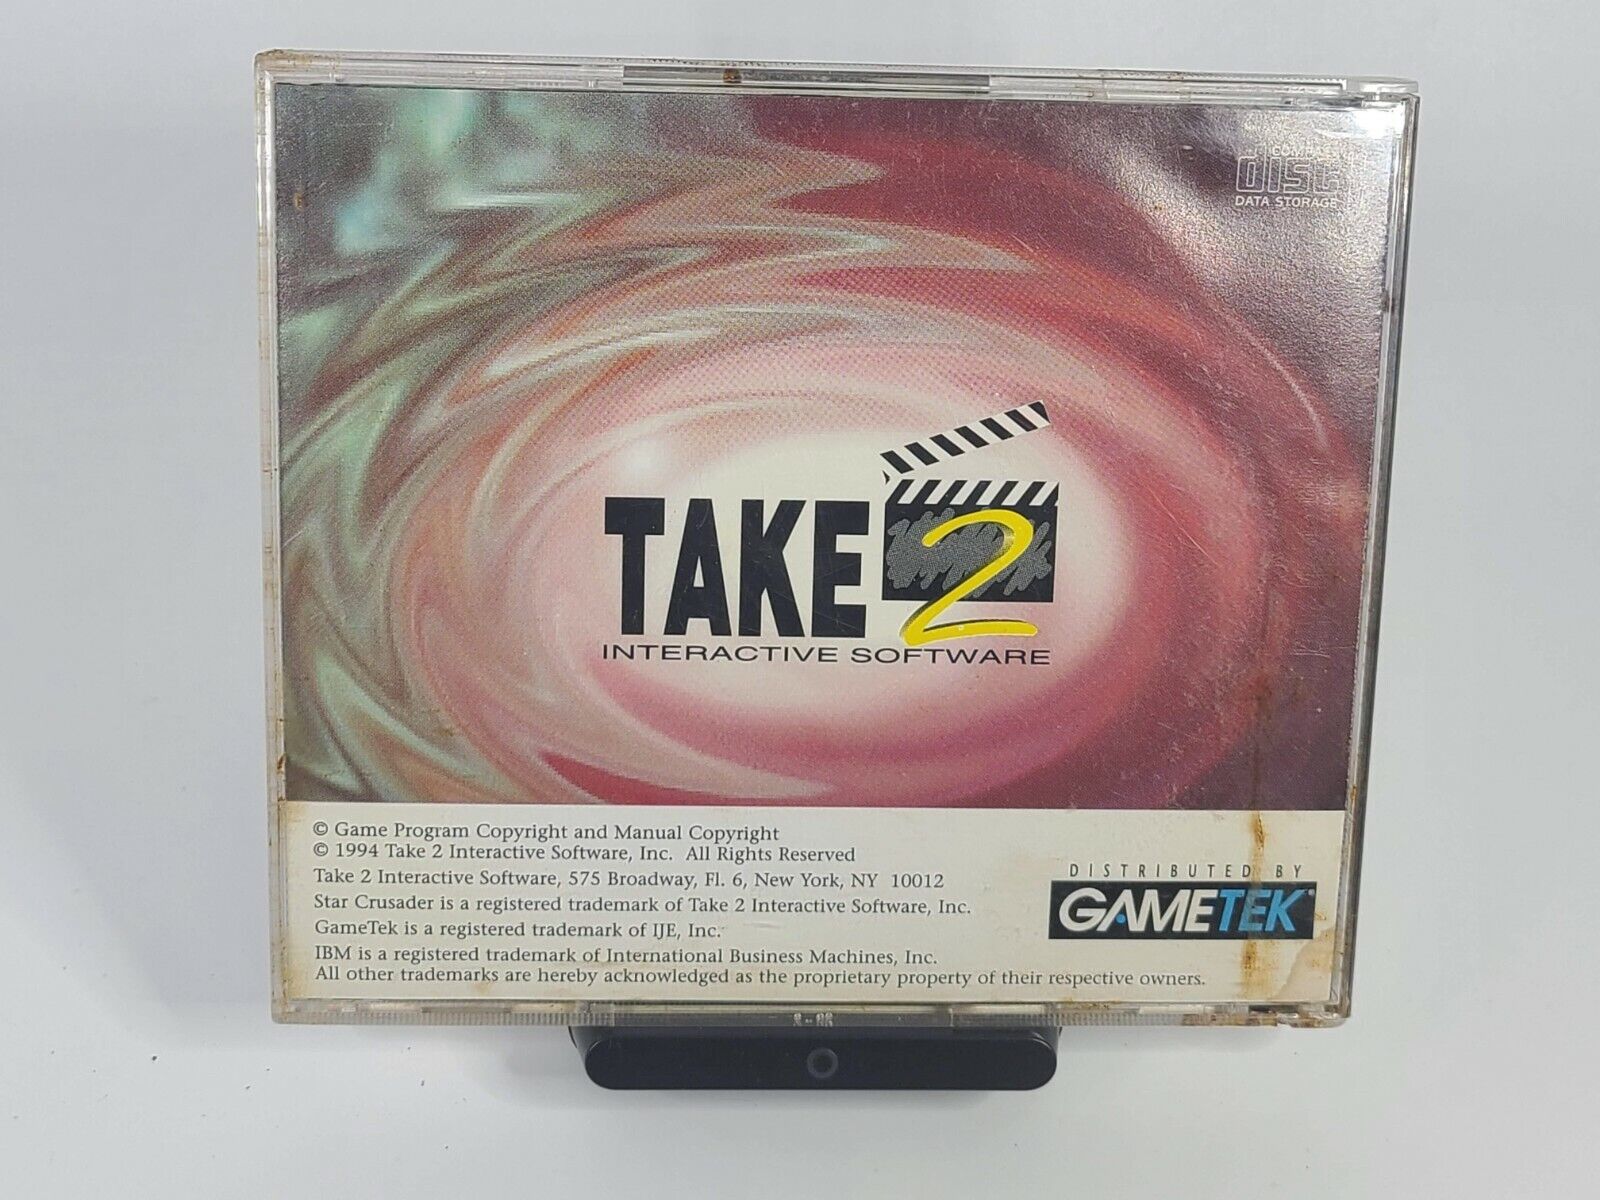 COMPACT
disc
DATA STORAGE
TAKE 2
INTERACTIVE SOFTWARE
© Game Program Copyright and Manual Copyright
© 1994 Take 2 Interactive Software, Inc. All Rights Reserved
Take 2 Interactive Software, 575 Broadway, Fl. 6, New York, NY 10012
Star Crusader is a registered trademark of Take 2 Interactive Software, Inc.
GameTek is a registered trademark of IJE, Inc.
IBM is a registered trademark of International Business Machines, Inc.
All other trademarks are hereby acknowledged as the proprietary property of their respective owners.
DISTRIBUTED BY
GAMETEK